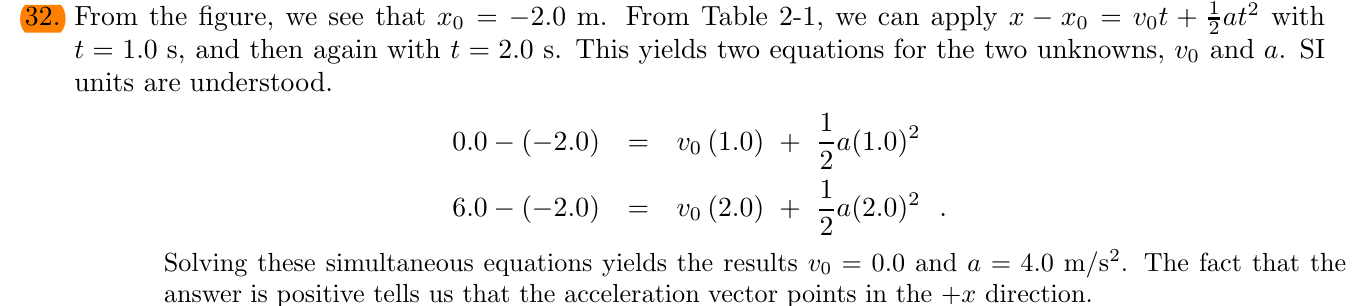 32. From the figure, we see that x₀ = −2.0 m. From Table 2-1, we can apply x − x₀ = v₀t + ½at² with
t = 1.0 s, and then again with t = 2.0 s. This yields two equations for the two unknowns, v₀ and a. SI
units are understood.
0.0 − (−2.0) = v₀ (1.0) + ½a(1.0)²
6.0 − (−2.0) = v₀ (2.0) + ½a(2.0)² .
Solving these simultaneous equations yields the results v₀ = 0.0 and a = 4.0 m/s². The fact that the
answer is positive tells us that the acceleration vector points in the +x direction.